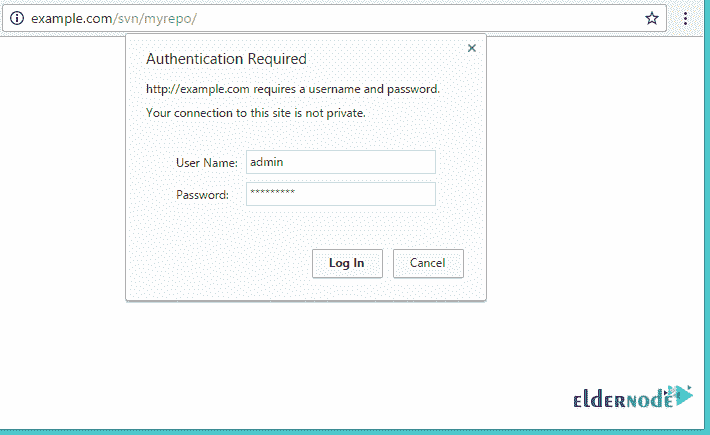 example.com/svn/myrepo/
Authentication Required
http://example.com requires a username and password.
Your connection to this site is not private.
User Name: admin
Password: *********
Log In Cancel
ELDERNODE